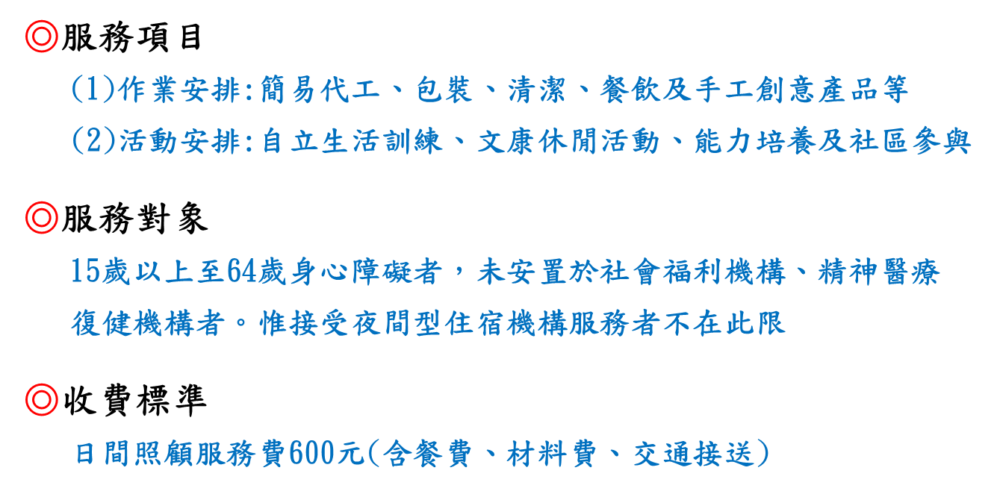 ◎服務項目
(1)作業安排:簡易代工、包裝、清潔、餐飲及手工創意產品等
(2)活動安排:自立生活訓練、文康休閒活動、能力培養及社區參與
◎服務對象
15歲以上至64歲身心障礙者，未安置於社會福利機構、精神醫療
復健機構者。惟接受夜間型住宿機構服務者不在此限
◎收費標準
日間照顧服務費600元(含餐費、材料費、交通接送)